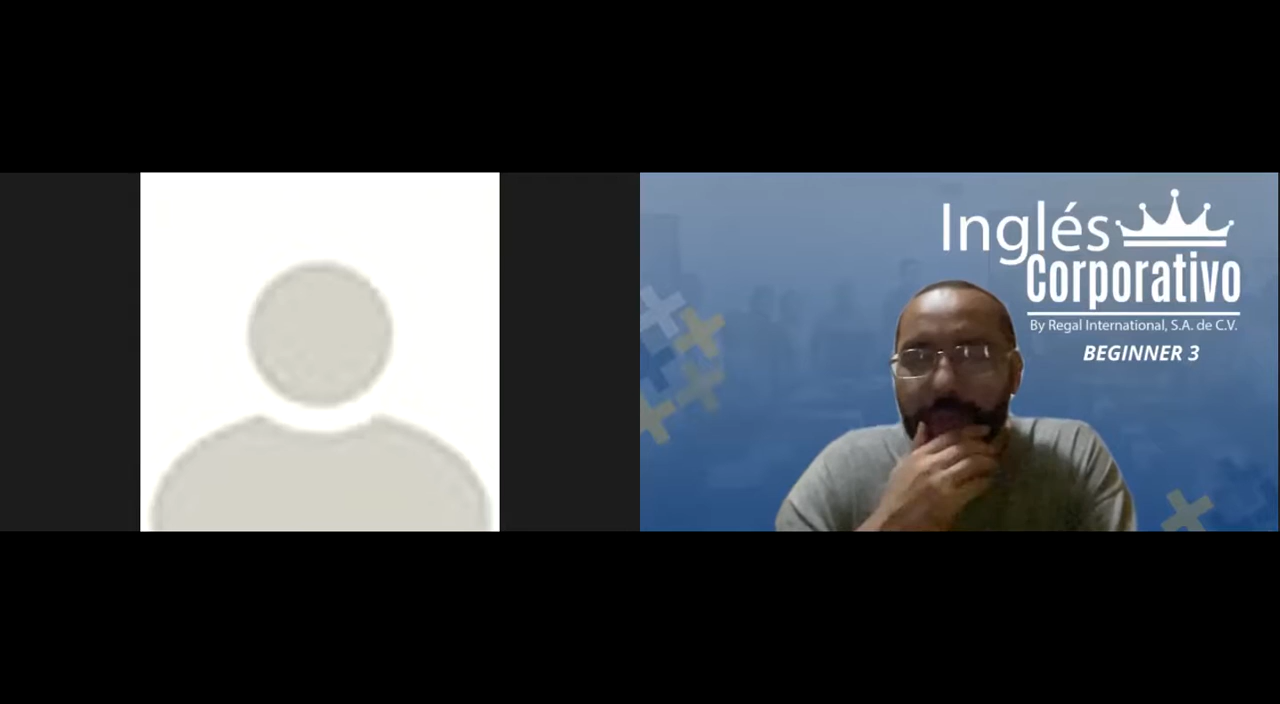 Inglés
Corporativo
By Regal International, S.A. de C.V.
BEGINNER 3